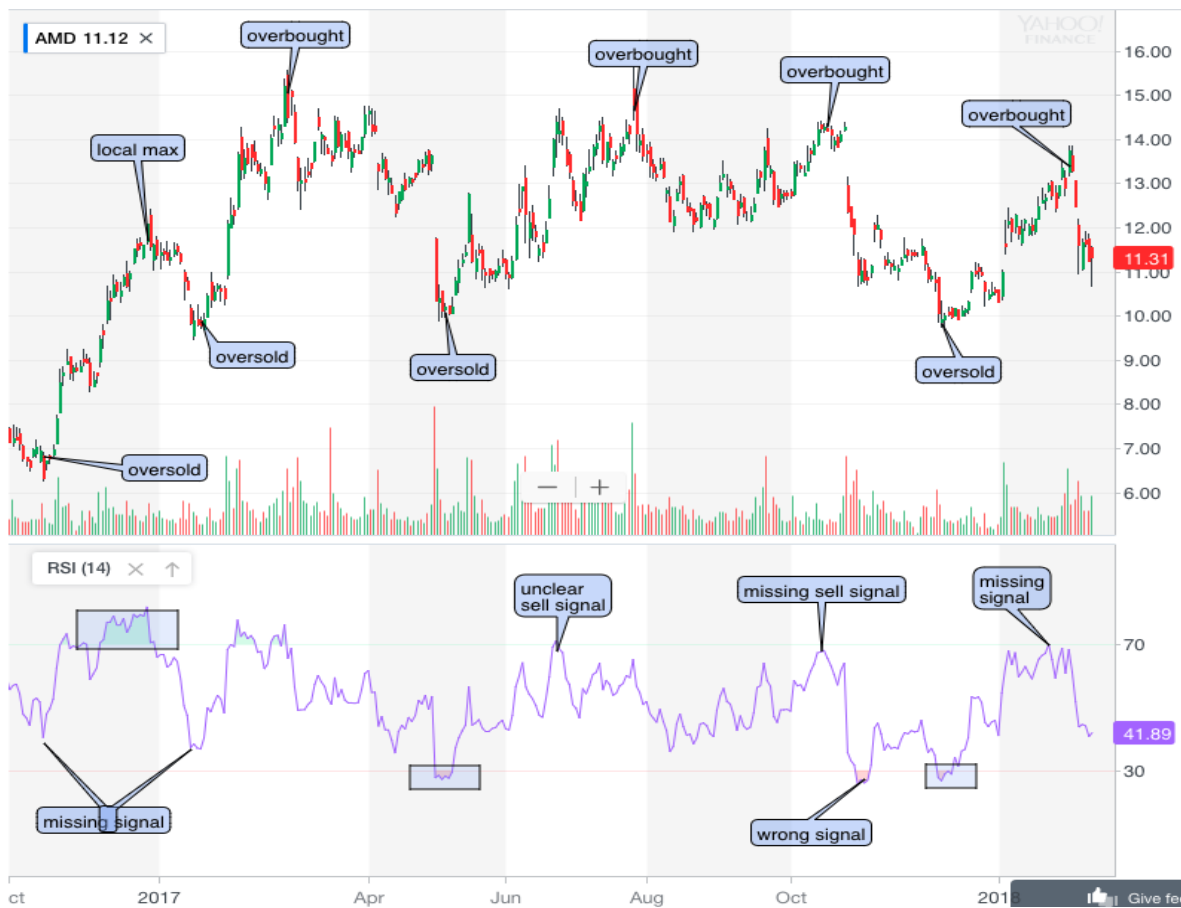 AMD 11.12 ×
overbought
YAHOO!
FINANCE
overbought
overbought
overbought
local max
oversold
oversold
oversold
oversold
16.00
15.00
14.00
13.00
12.00
11.31
11.00
10.00
9.00
8.00
7.00
6.00
RSI (14)
unclear
sell signal
missing sell signal
missing
signal
70
41.89
30
missing signal
wrong signal
ct
2017
Apr
Jun
Aug
Oct
2018
Give fee